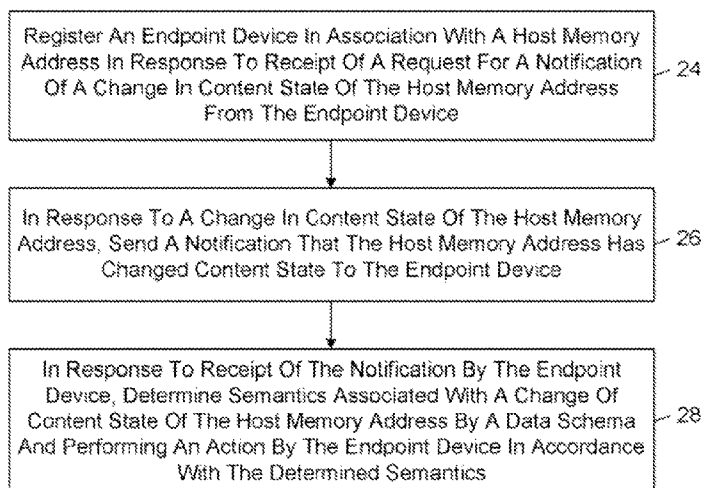 Register An Endpoint Device In Association With A Host Memory
Address In Response To Receipt Of A Request For A Notification
Of A Change In Content State Of The Host Memory Address
From The Endpoint Device
24
In Response To A Change In Content State Of The Host Memory
Address, Send A Notification That The Host Memory Address Has
Changed Content State To The Endpoint Device
26
In Response To Receipt Of The Notification By The Endpoint
Device, Determine Semantics Associated With A Change Of
Content State Of The Host Memory Address By A Data Schema
And Performing An Action By The Endpoint Device In Accordance
With The Determined Semantics
28